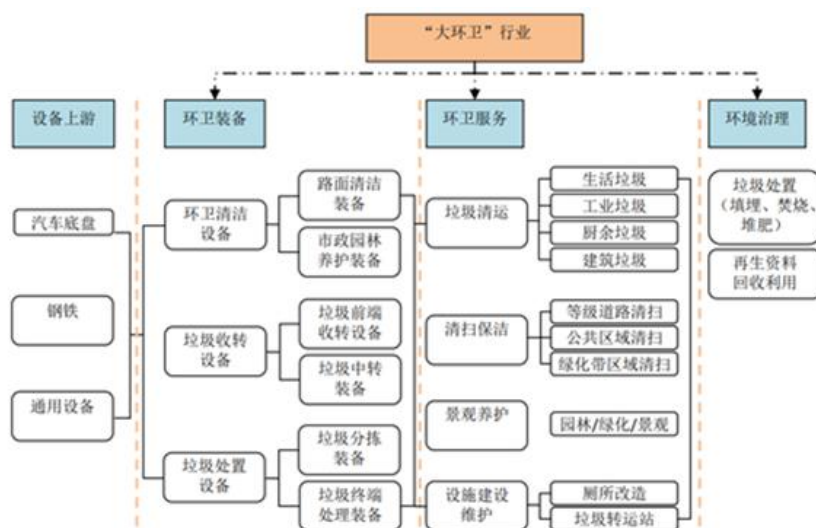 “大环卫”行业
设备上游
环卫装备
环卫服务
环境治理
汽车底盘
钢铁
通用设备
环卫清洁
设备
垃圾收转
设备
垃圾处置
设备
路面清洁
装备
市政园林
养护装备
垃圾前端
收转设备
垃圾中转
装备
垃圾分拣
装备
垃圾终端
处理装备
垃圾清运
清扫保洁
景观养护
设施建设
维护
生活垃圾
工业垃圾
厨余垃圾
建筑垃圾
等级道路清扫
公共区域清扫
绿化带区域清扫
园林/绿化/景观
厕所改造
垃圾转运站
垃圾处置
（填埋、焚烧、
堆肥）
再生资料
回收利用